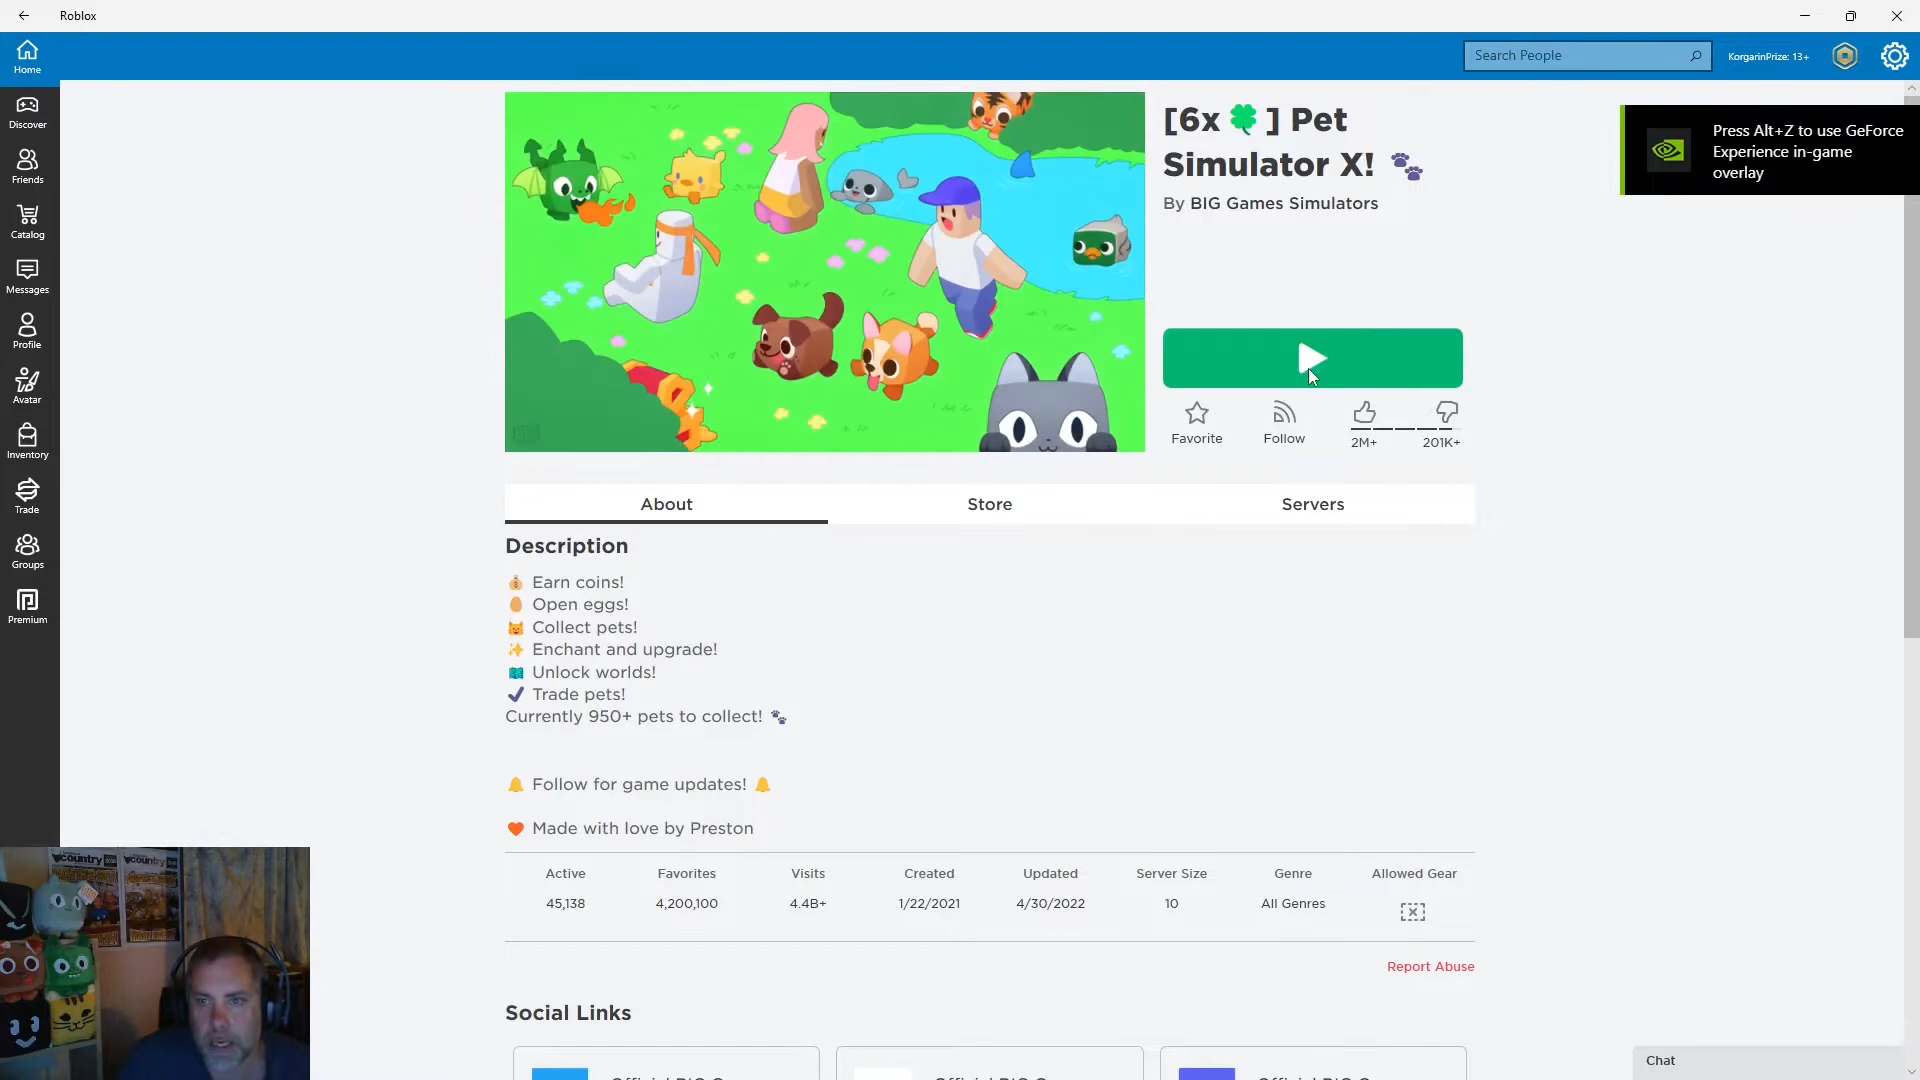 Roblox
Home
Search People
KorgarinPrize: 13+
Discover
Friends
Catalog
Messages
Profile
Avatar
Inventory
Trade
Groups
Premium
[6x 🍀 ] Pet
Simulator X! 🐾
By BIG Games Simulators
Press Alt+Z to use GeForce
Experience in-game
overlay
Favorite
Follow
2M+
201K+
About
Store
Servers
Description
💰 Earn coins!
🥚 Open eggs!
😺 Collect pets!
✨ Enchant and upgrade!
🗺️ Unlock worlds!
✔️ Trade pets!
Currently 950+ pets to collect! 🐾
🔔 Follow for game updates! 🔔
❤️ Made with love by Preston
Active Favorites Visits Created Updated Server Size Genre Allowed Gear
45,138 4,200,100 4.4B+ 1/22/2021 4/30/2022 10 All Genres
Report Abuse
Social Links
country country
Chat